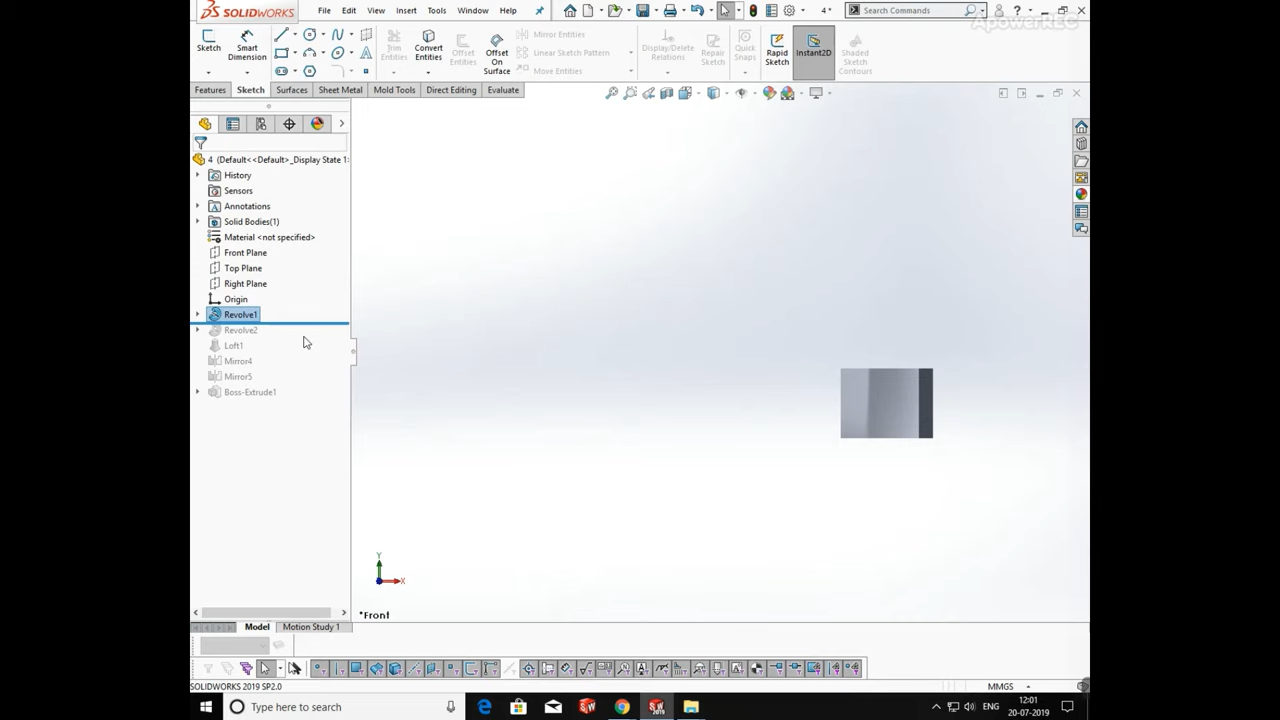 SOLIDWORKS File Edit View Insert Tools Window Help 4 * Search Commands ?
ApowerREC
Sketch Smart Dimension Trim Entities Convert Entities Offset Entities Offset On Surface Mirror Entities Linear Sketch Pattern Move Entities Display/Delete Relations Repair Sketch Quick Snaps Rapid Sketch Instant2D Shaded Sketch Contours
Features Sketch Surfaces Sheet Metal Mold Tools Direct Editing Evaluate
4 (Default<<Default>_Display State 1>
History
Sensors
Annotations
Solid Bodies(1)
Material <not specified>
Front Plane
Top Plane
Right Plane
Origin
Revolve1
Revolve2
Loft1
Mirror4
Mirror5
Boss-Extrude1
Y
X
*Front
Model Motion Study 1
SOLIDWORKS 2019 SP2.0 MMGS
Type here to search ENG 12:01
20-07-2019